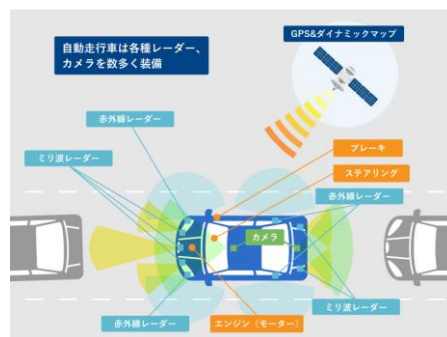 自動走行車は各種レーダー、
カメラを数多く装備
GPS&ダイナミックマップ
赤外線レーダー
ミリ波レーダー
ブレーキ
ステアリング
赤外線レーダー
カメラ
赤外線レーダー
エンジン（モーター）
ミリ波レーダー